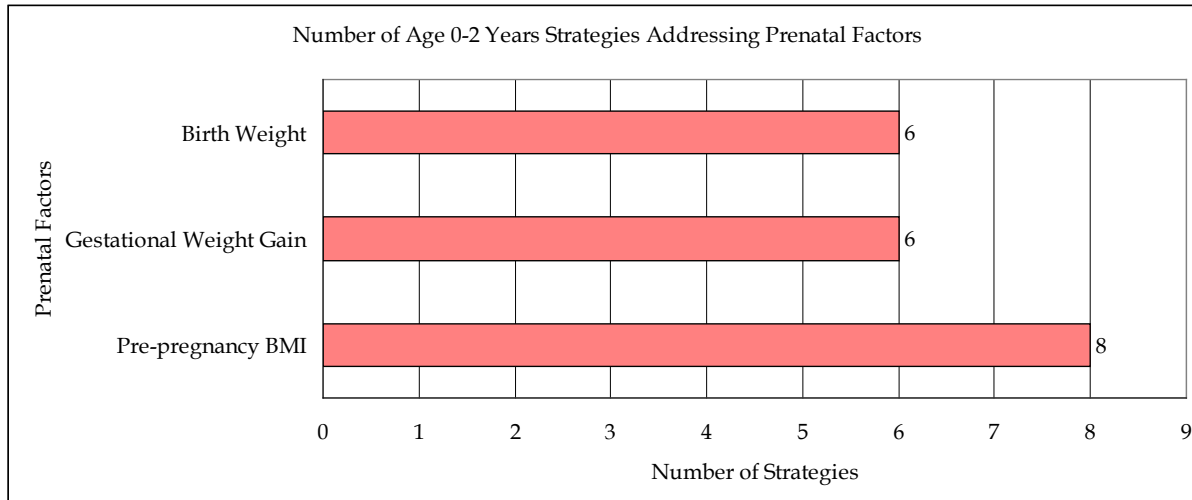 Number of Age 0-2 Years Strategies Addressing Prenatal Factors
Prenatal Factors
Birth Weight
6
Gestational Weight Gain
6
Pre-pregnancy BMI
8
0 1 2 3 4 5 6 7 8 9
Number of Strategies